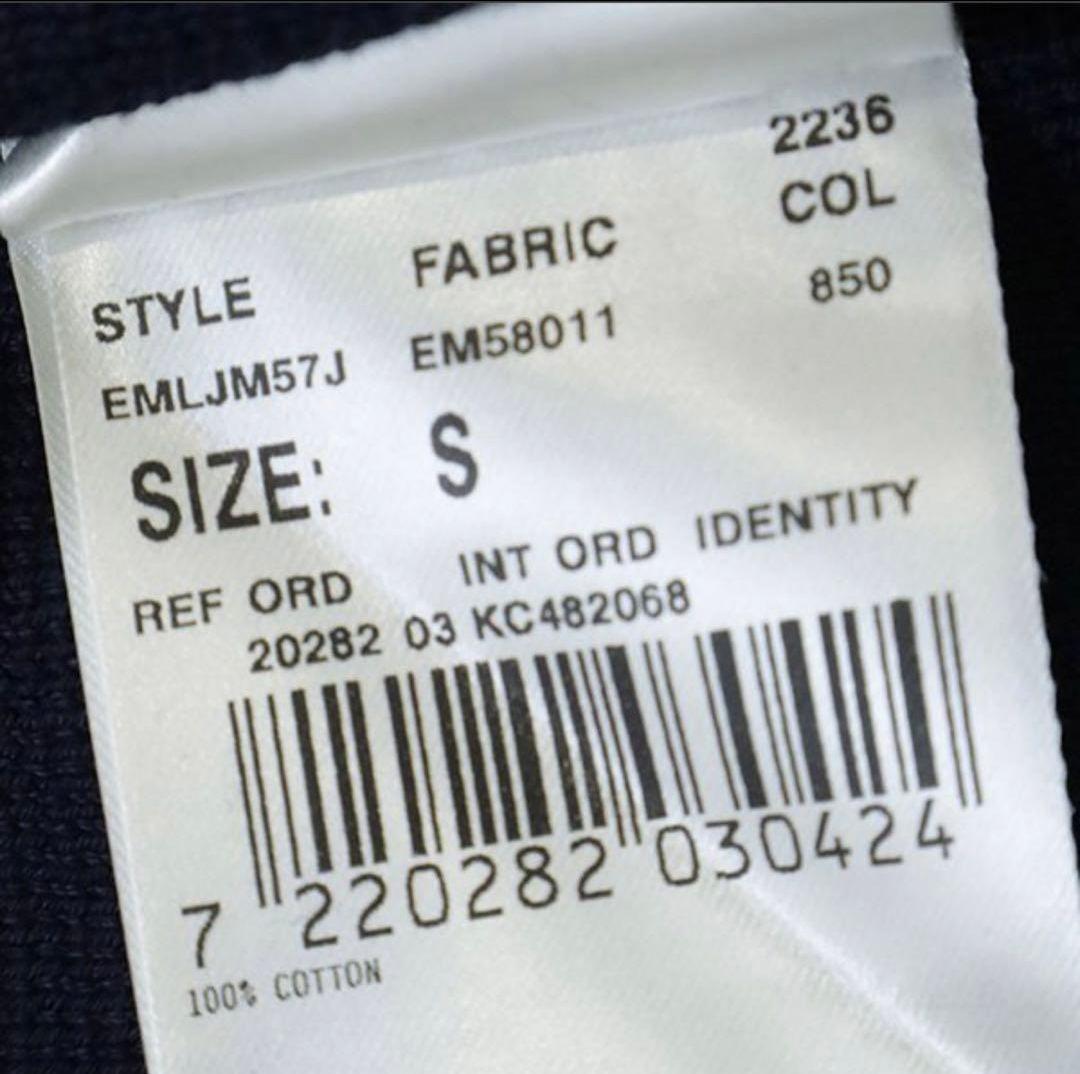 2236
STYLE FABRIC COL
EMLJM57J EM58011 850
SIZE: S
REF ORD INT ORD IDENTITY
20282 03 KC482068
7 220282 030424
100% COTTON